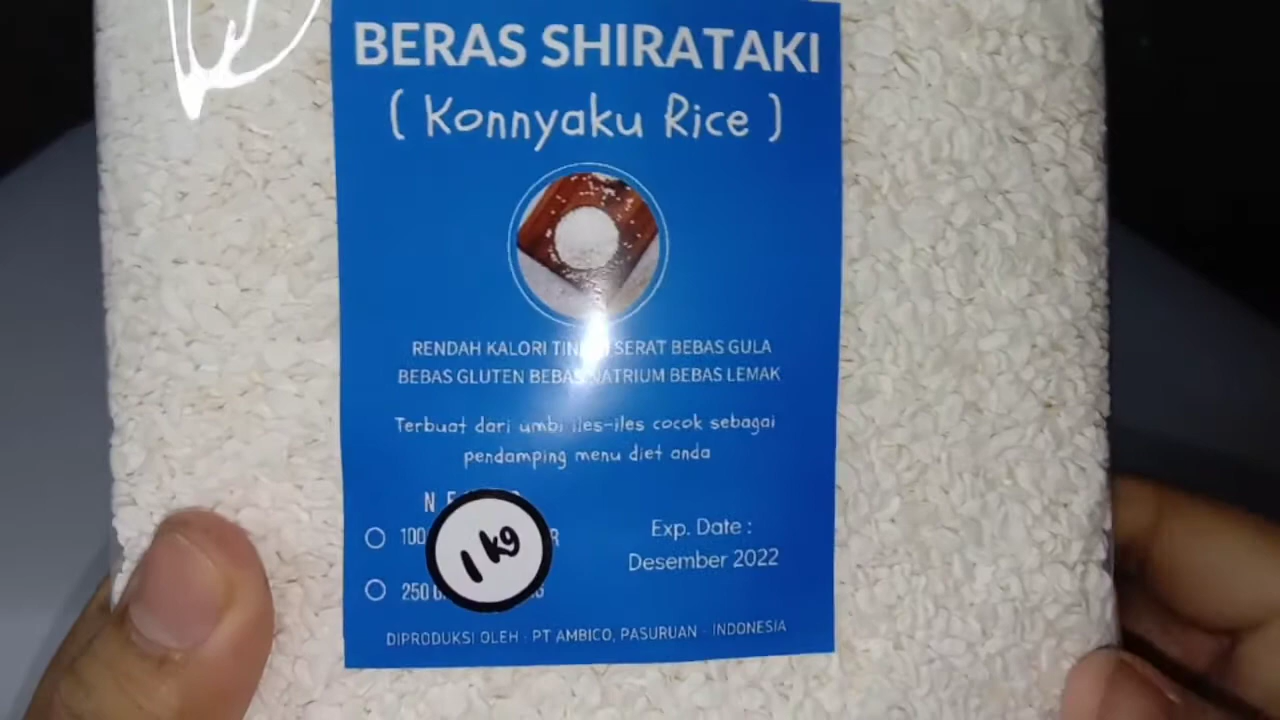 BERAS SHIRATAKI
( Konnyaku Rice )
RENDAH KALORI SERAT BEBAS GULA
BEBAS GLUTEN BEBAS NATRIUM BEBAS LEMAK
Terbuat dari umbi iles-iles cocok sebagai
pendamping menu diet anda
100
1 kg
250
Exp. Date :
Desember 2022
DIPRODUKSI OLEH - PT AMBICO, PASURUAN - INDONESIA